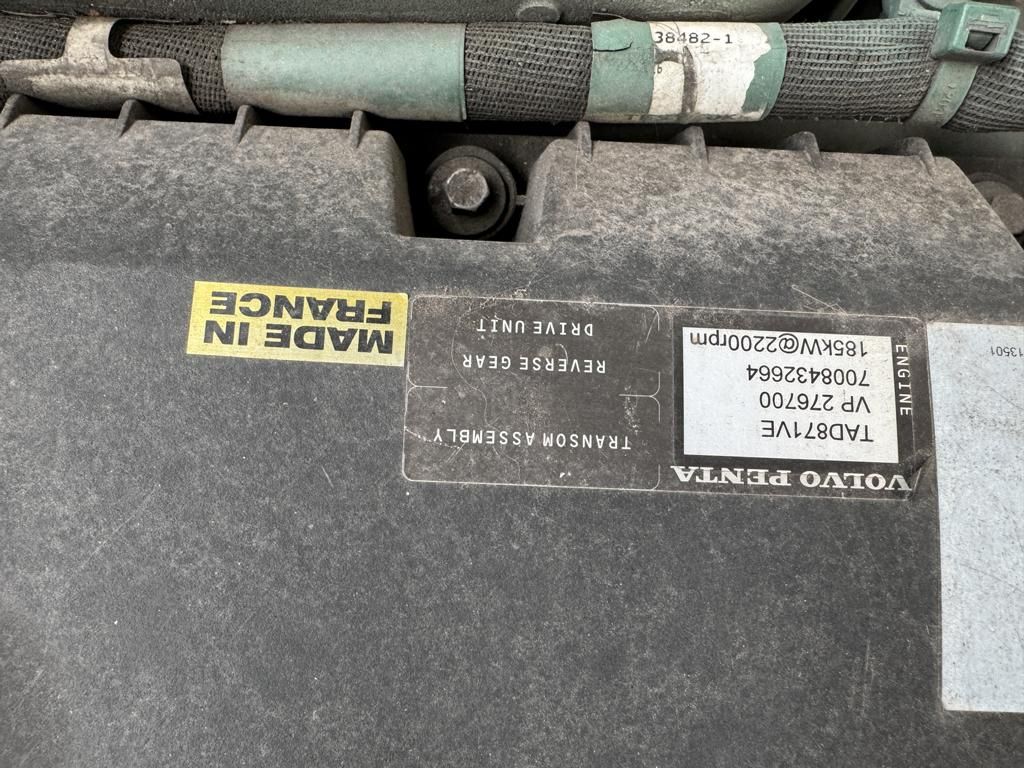 38482-1
VOLVO PENTA
ENGINE
TAD871VE
VP 276700
7008432664
185kW@2200rpm
TRANSOM ASSEMBLY
REVERSE GEAR
DRIVE UNIT
MADE IN
FRANCE
13501